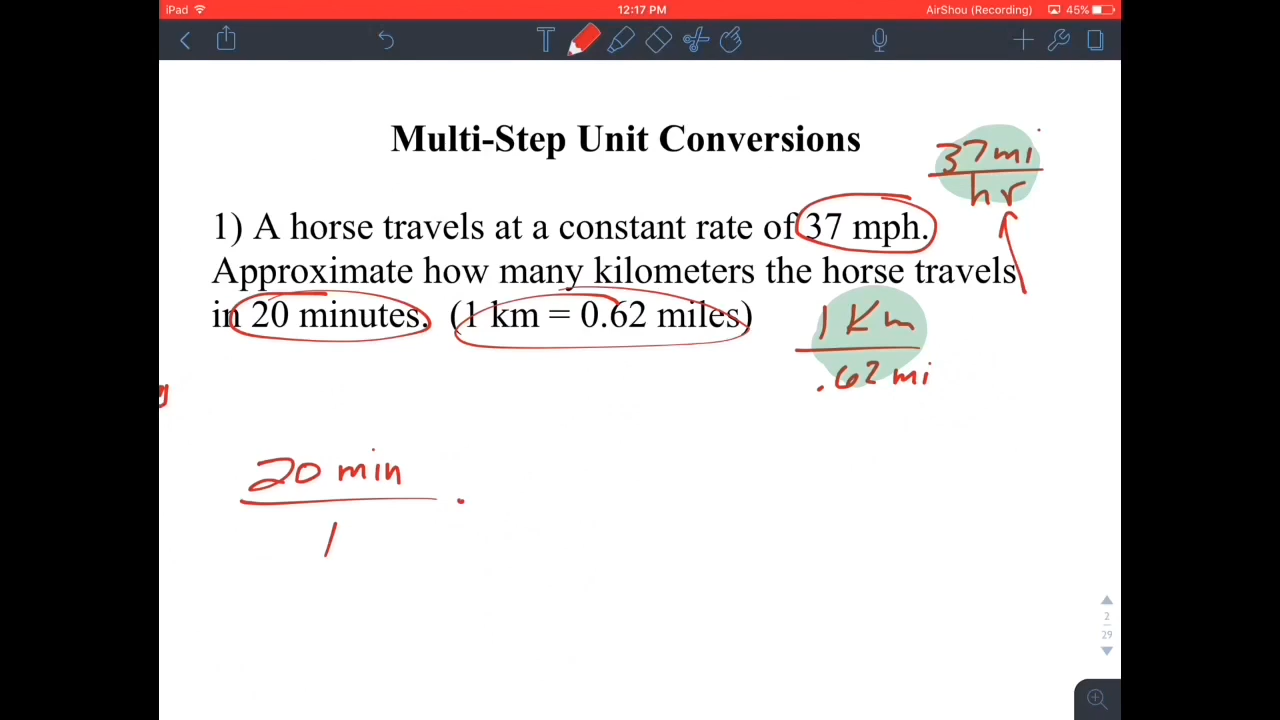 iPad
12:17 PM
AirShou (Recording)
45%
T
Multi-Step Unit Conversions
37 mi
hr
1) A horse travels at a constant rate of 37 mph.
Approximate how many kilometers the horse travels
in 20 minutes. (1 km = 0.62 miles)
1 Km
.62 mi
20 min
1
.
2
29